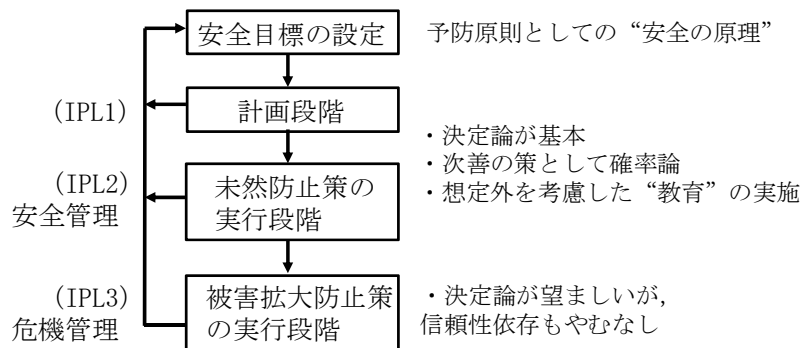 安全目標の設定
予防原則としての“安全の原理”
(IPL1)
計画段階
・決定論が基本
・次善の策として確率論
・想定外を考慮した“教育”の実施
(IPL2)
安全管理
未然防止策の
実行段階
(IPL3)
危機管理
被害拡大防止策
の実行段階
・決定論が望ましいが,
信頼性依存もやむなし